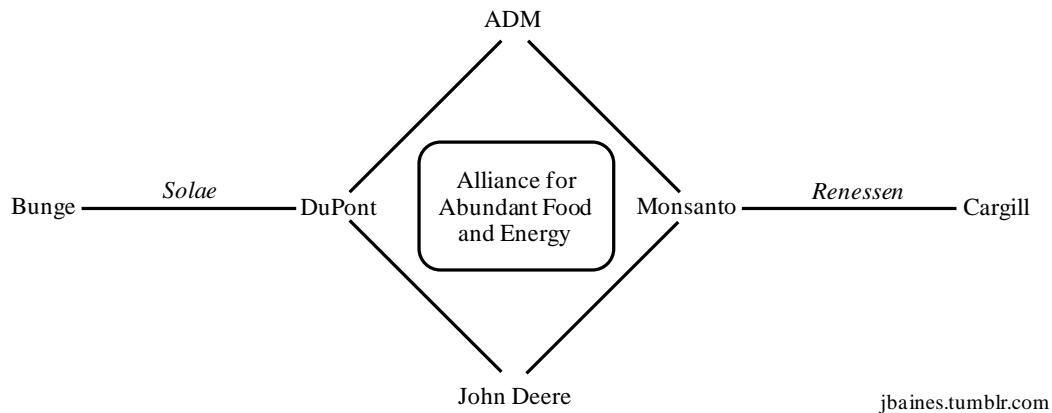 ADM
Solae
Bunge
DuPont
Alliance for
Abundant Food
and Energy
Monsanto
Renessen
Cargill
John Deere
jbaines.tumblr.com